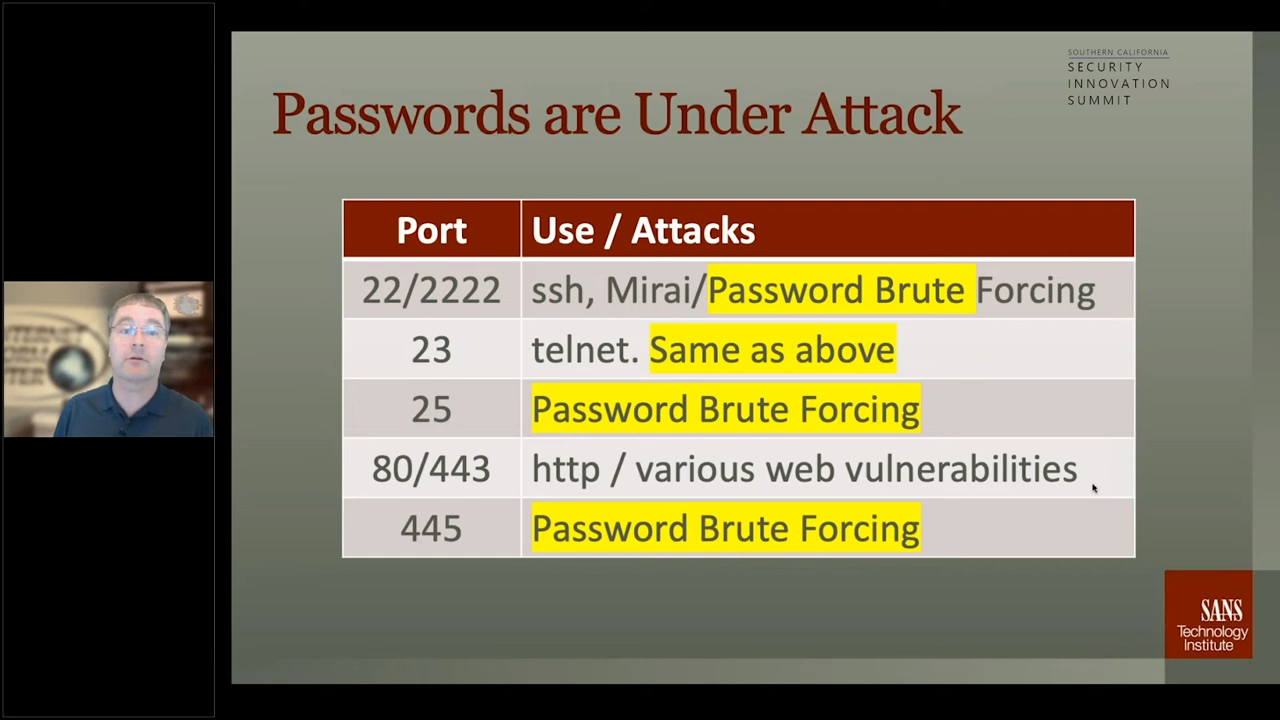 SOUTHERN CALIFORNIA
SECURITY
INNOVATION
SUMMIT
Passwords are Under Attack
Port Use / Attacks
22/2222 ssh, Mirai/Password Brute Forcing
23 telnet. Same as above
25 Password Brute Forcing
80/443 http / various web vulnerabilities
445 Password Brute Forcing
SANS
Technology
Institute